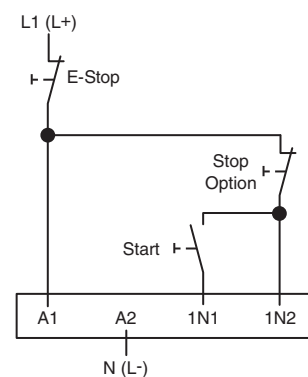 L1 (L+)
E-Stop
Stop
Option
Start
A1 A2 1N1 1N2
N (L-)